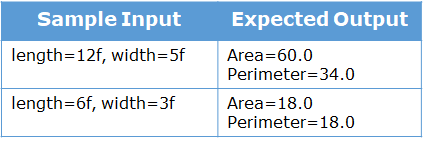 Sample Input
Expected Output
length=12f, width=5f
Area=60.0
Perimeter=34.0
length=6f, width=3f
Area=18.0
Perimeter=18.0